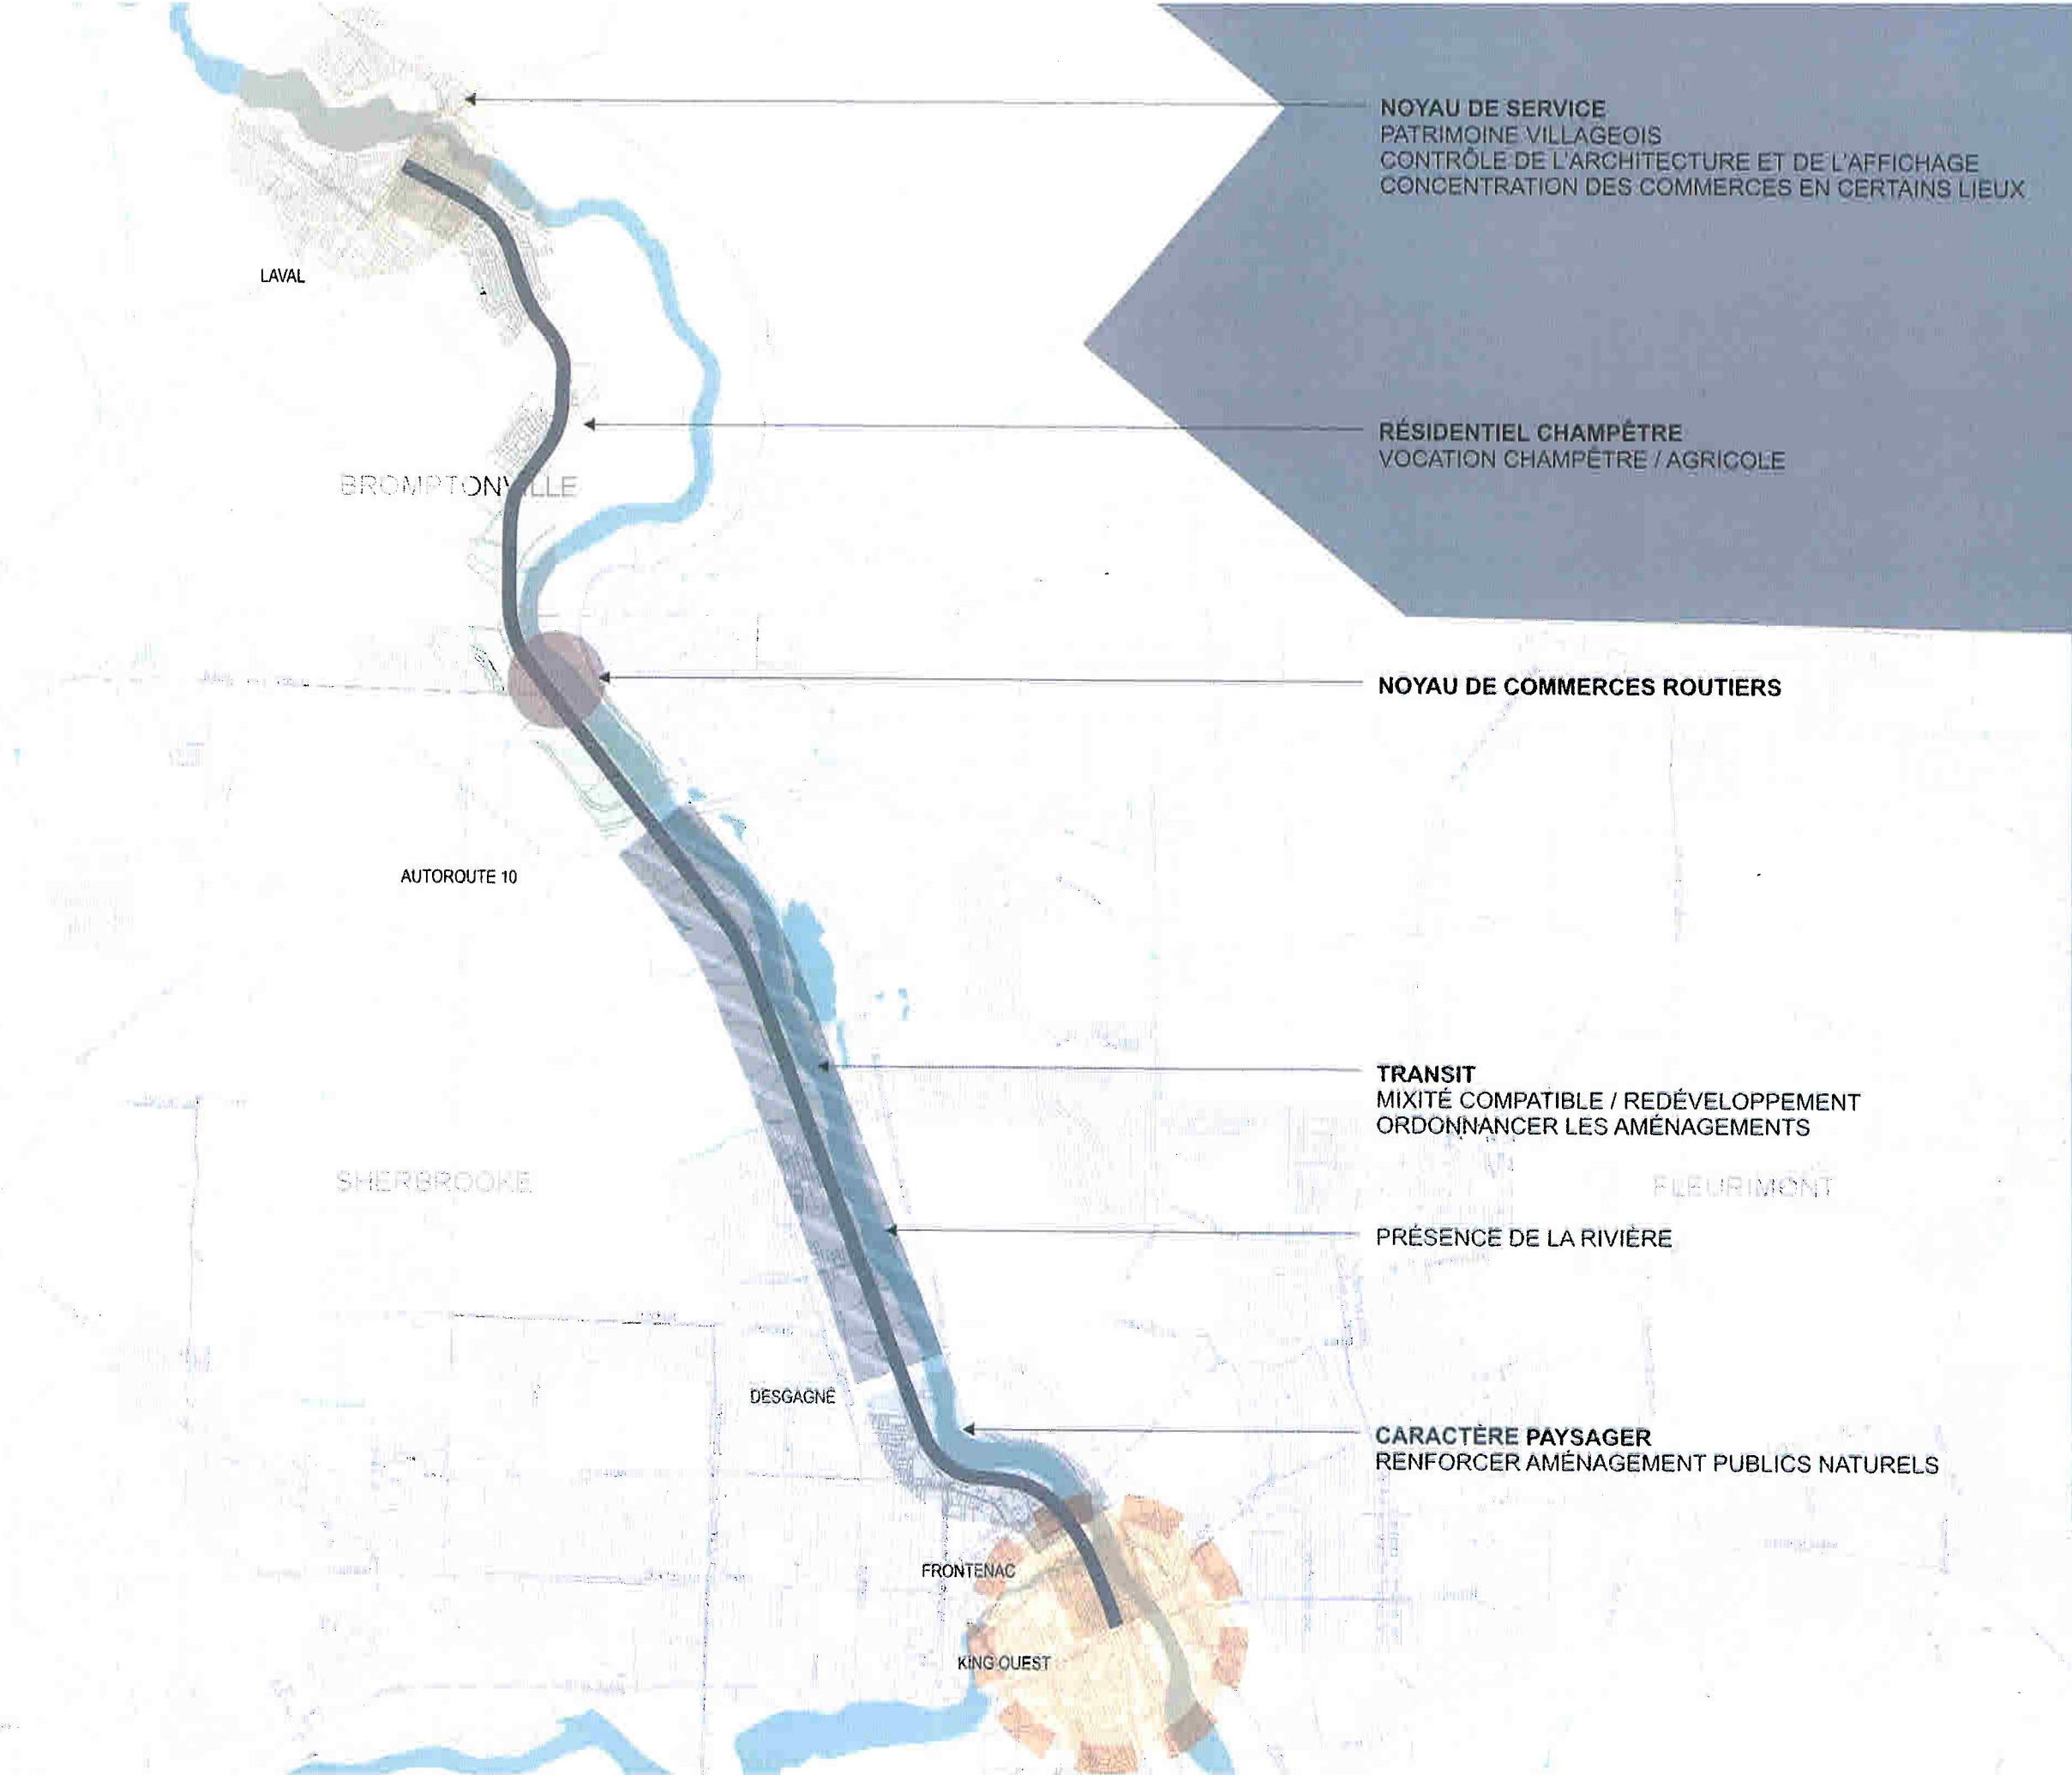 NOYAU DE SERVICE
PATRIMOINE VILLAGEOIS
CONTRÔLE DE L'ARCHITECTURE ET DE L'AFFICHAGE
CONCENTRATION DES COMMERCES EN CERTAINS LIEUX
LAVAL
RÉSIDENTIEL CHAMPÊTRE
VOCATION CHAMPÊTRE / AGRICOLE
BROMPTONVILLE
NOYAU DE COMMERCES ROUTIERS
AUTOROUTE 10
TRANSIT
MIXITÉ COMPATIBLE / REDÉVELOPPEMENT
ORDONNANCER LES AMÉNAGEMENTS
SHERBROOKE
FLEURIMONT
PRÉSENCE DE LA RIVIÈRE
DESGAGNÉ
CARACTÈRE PAYSAGER
RENFORCER AMÉNAGEMENT PUBLICS NATURELS
FRONTENAC
KING OUEST